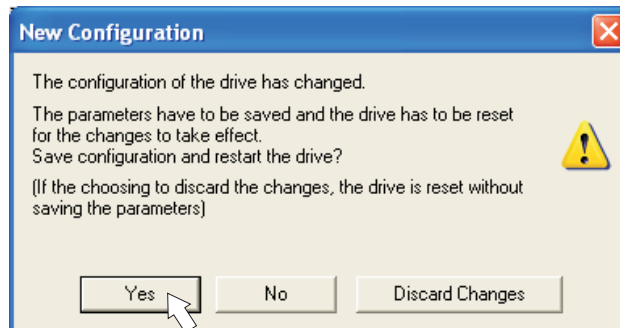 New Configuration
The configuration of the drive has changed.
The parameters have to be saved and the drive has to be reset
for the changes to take effect.
Save configuration and restart the drive?
(If the choosing to discard the changes, the drive is reset without
saving the parameters)
Yes
No
Discard Changes